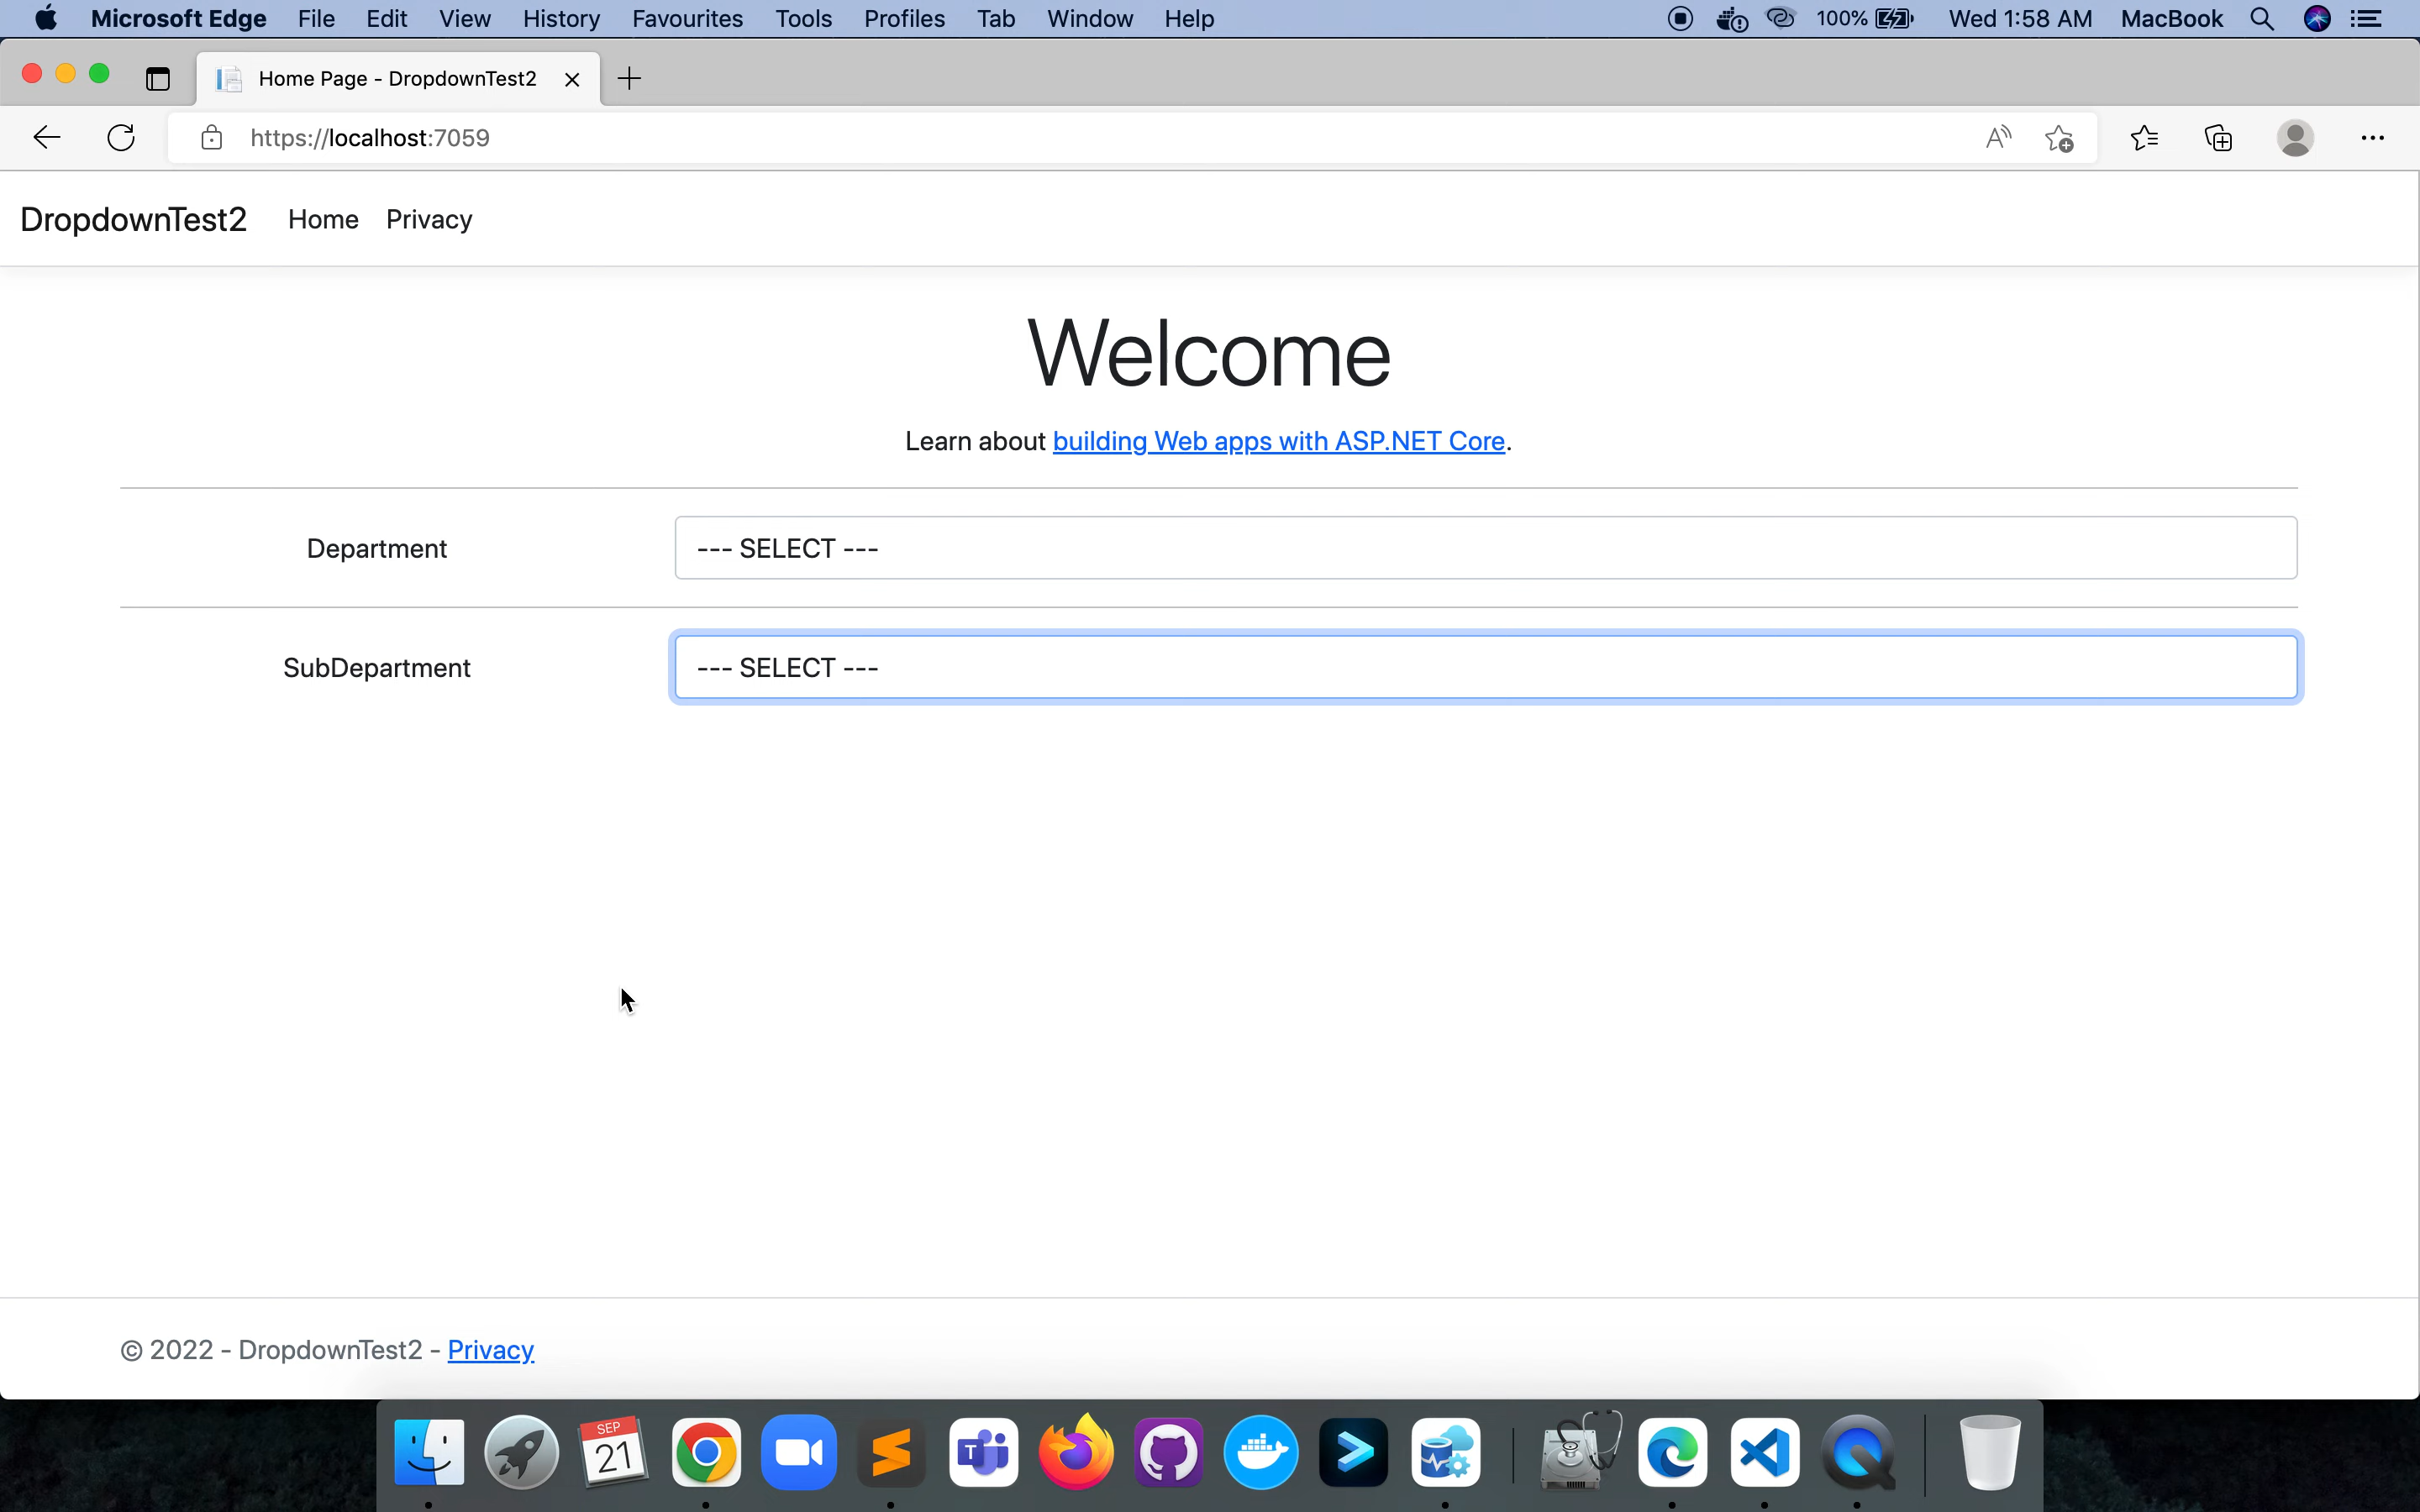 Microsoft Edge File Edit View History Favourites Tools Profiles Tab Window Help 100% Wed 1:58 AM MacBook
Home Page - DropdownTest2
https://localhost:7059
DropdownTest2 Home Privacy
Welcome
Learn about building Web apps with ASP.NET Core.
Department --- SELECT ---
SubDepartment --- SELECT ---
© 2022 - DropdownTest2 - Privacy
SEP
21